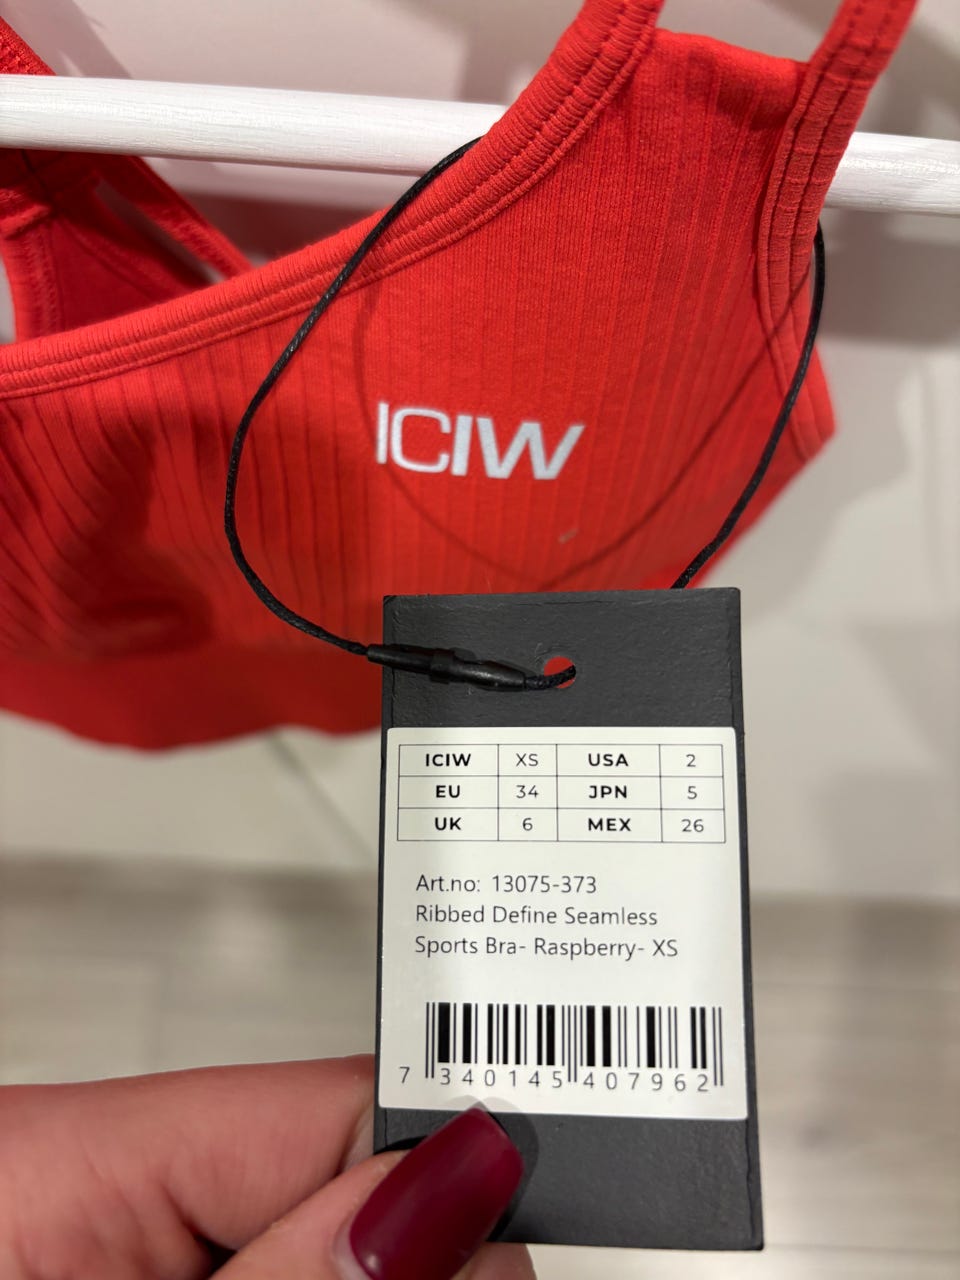 ICIW
ICIW XS USA 2
EU 34 JPN 5
UK 6 MEX 26
Art.no: 13075-373
Ribbed Define Seamless
Sports Bra- Raspberry- XS
7 340145 407962